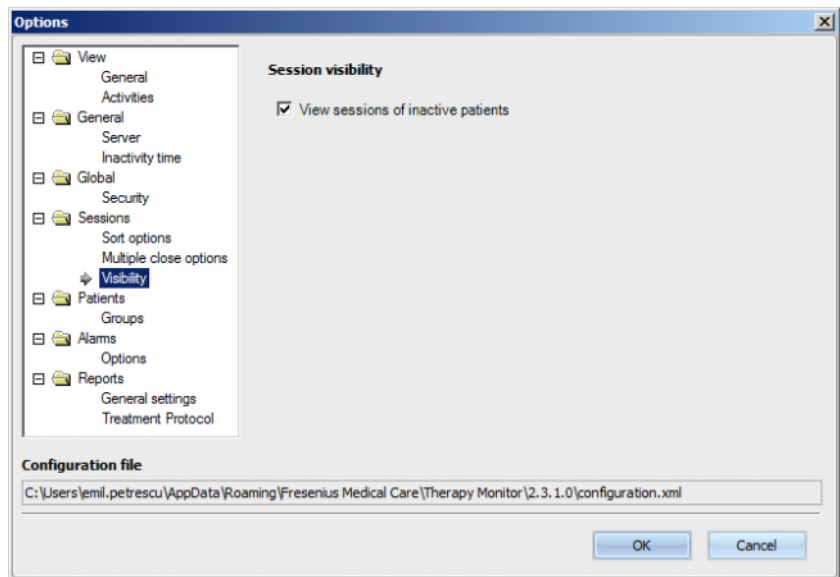 Options
View
General
Activities
General
Server
Inactivity time
Global
Security
Sessions
Sort options
Multiple close options
Visibility
Patients
Groups
Alarms
Options
Reports
General settings
Treatment Protocol
Session visibility
View sessions of inactive patients
Configuration file
C:\Users\emil.petrescu\AppData\Roaming\Fresenius Medical Care\Therapy Monitor\2.3.1.0\configuration.xml
OK
Cancel